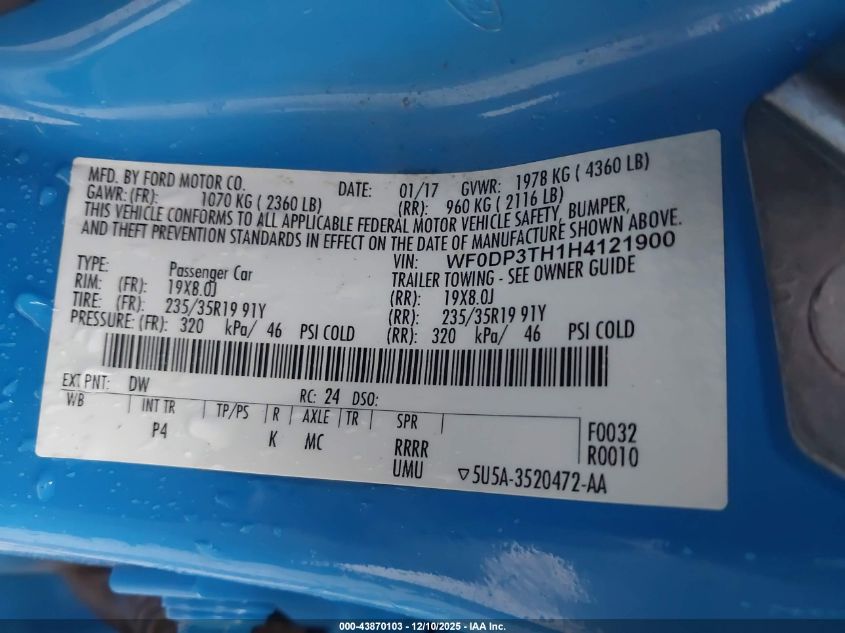 MFD. BY FORD MOTOR CO. DATE: 01/17 GVWR: 1978 KG ( 4360 LB)
GAWR: (FR): 1070 KG ( 2360 LB) (RR): 960 KG ( 2116 LB)
THIS VEHICLE CONFORMS TO ALL APPLICABLE FEDERAL MOTOR VEHICLE SAFETY, BUMPER,
AND THEFT PREVENTION STANDARDS IN EFFECT ON THE DATE OF MANUFACTURE SHOWN ABOVE.
VIN: WF0DP3TH1H4121900
TYPE: Passenger Car TRAILER TOWING - SEE OWNER GUIDE
RIM: (FR): 19X8.0J (RR): 19X8.0J
TIRE: (FR): 235/35R19 91Y (RR): 235/35R19 91Y
PRESSURE: (FR): 320 kPa/ 46 PSI COLD (RR): 320 kPa/ 46 PSI COLD
EXT PNT: DW RC: 24 DSO:
WB INT TR TP/PS R AXLE TR SPR F0032
P4 K MC RRRR R0010
UMU ▽5U5A-3520472-AA
000-43870103 - 12/10/2025 - IAA Inc.